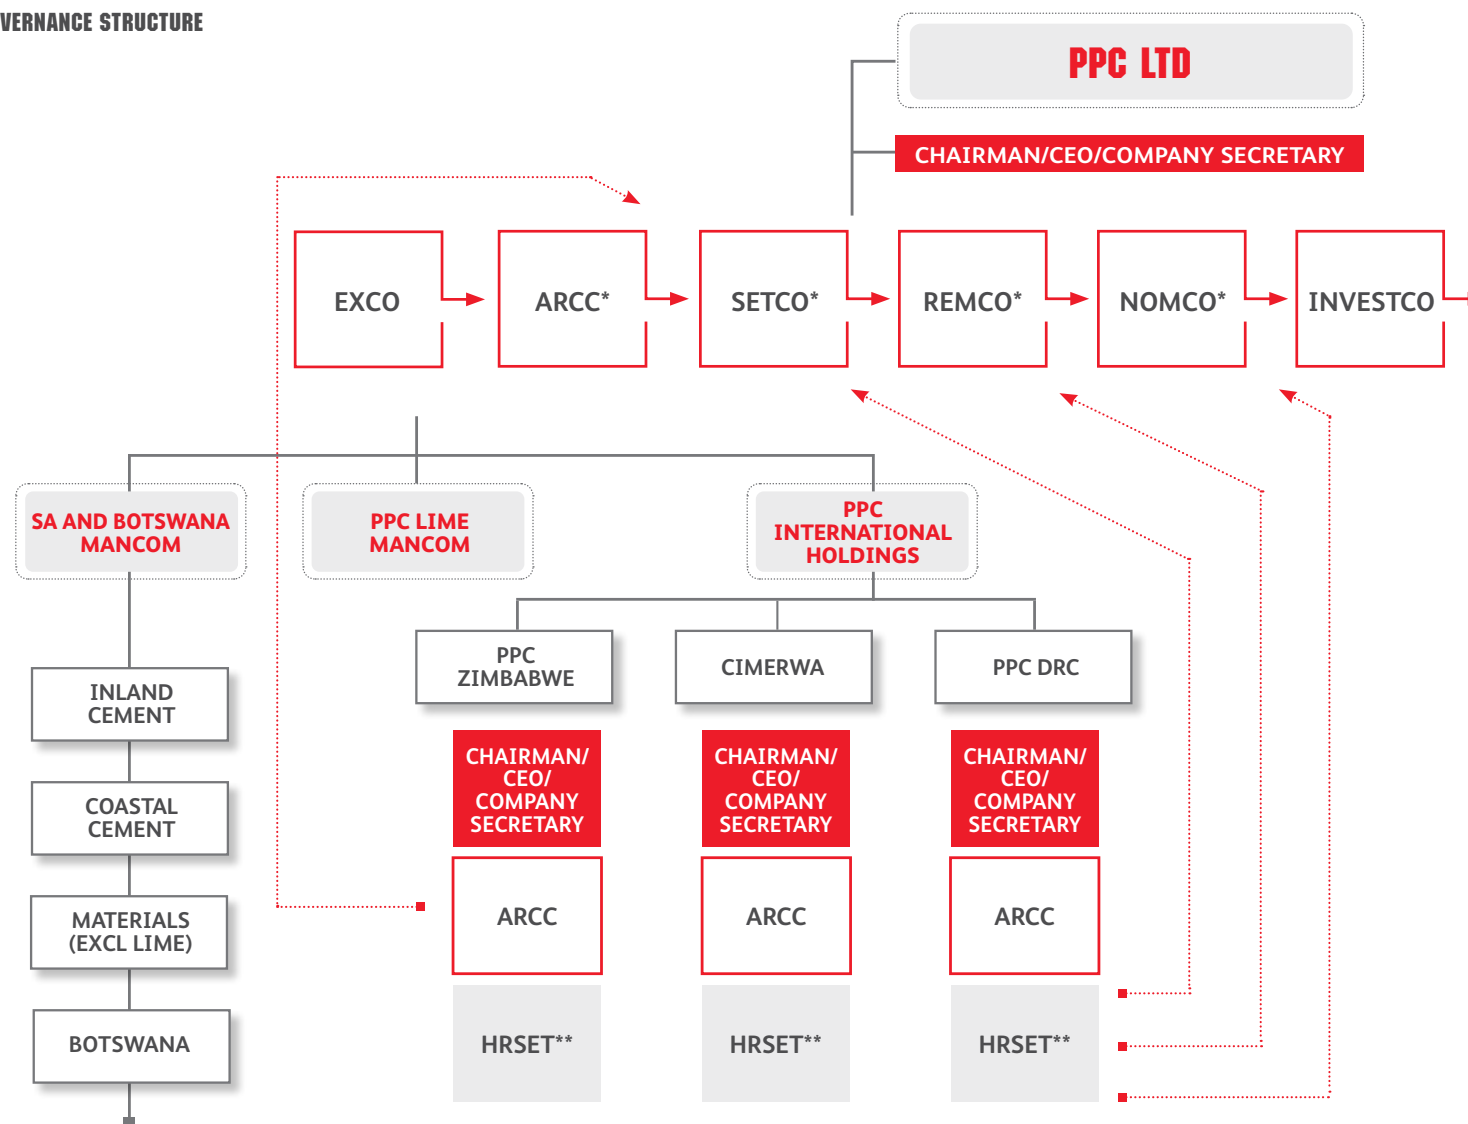 VERNANCE STRUCTURE
PPC LTD
CHAIRMAN/CEO/COMPANY SECRETARY
EXCO
ARCC*
SETCO*
REMCO*
NOMCO*
INVESTCO
SA AND BOTSWANA
MANCOM
PPC LIME
MANCOM
PPC
INTERNATIONAL
HOLDINGS
PPC
ZIMBABWE
CIMERWA
PPC DRC
INLAND
CEMENT
COASTAL
CEMENT
MATERIALS
(EXCL LIME)
BOTSWANA
CHAIRMAN/
CEO/
COMPANY
SECRETARY
CHAIRMAN/
CEO/
COMPANY
SECRETARY
CHAIRMAN/
CEO/
COMPANY
SECRETARY
ARCC
ARCC
ARCC
HRSET**
HRSET**
HRSET**